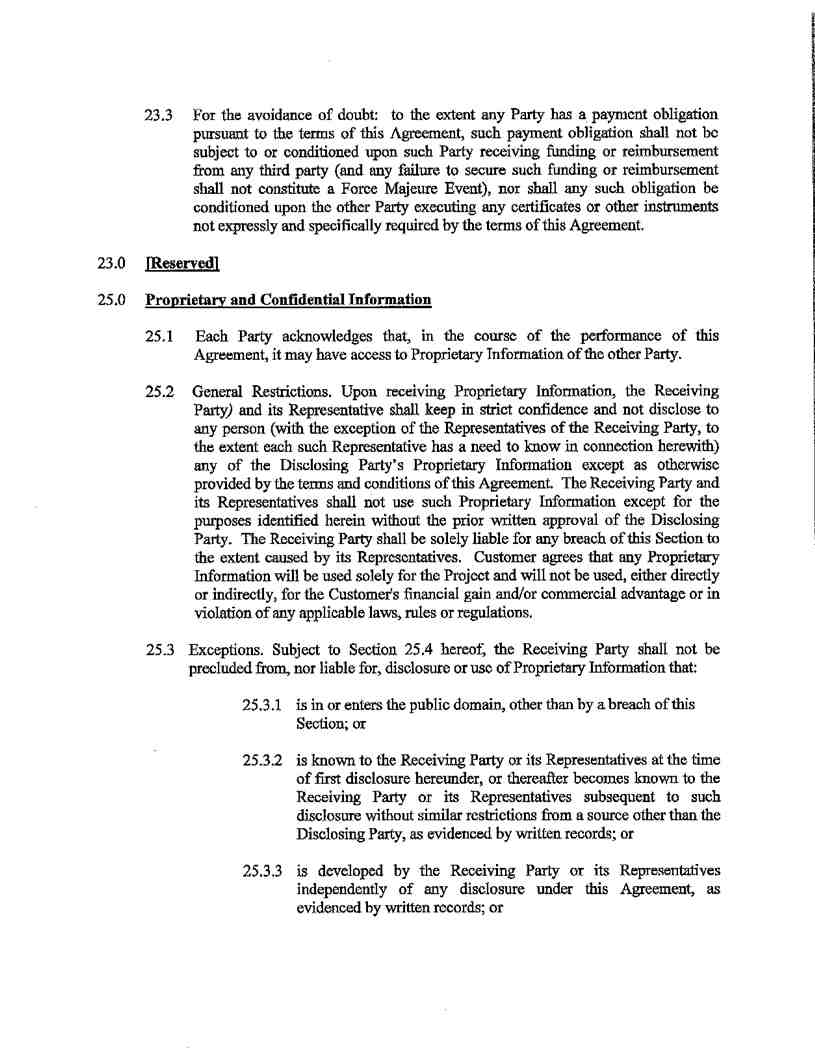 23.3 For the avoidance of doubt: to the extent any Party has a payment obligation
pursuant to the terms of this Agreement, such payment obligation shall not be
subject to or conditioned upon such Party receiving funding or reimbursement
from any third party (and any failure to secure such funding or reimbursement
shall not constitute a Force Majeure Event), nor shall any such obligation be
conditioned upon the other Party executing any certificates or other instruments
not expressly and specifically required by the terms of this Agreement.
23.0 [Reserved]
25.0 Proprietary and Confidential Information
25.1 Each Party acknowledges that, in the course of the performance of this
Agreement, it may have access to Proprietary Information of the other Party.
25.2 General Restrictions. Upon receiving Proprietary Information, the Receiving
Party) and its Representative shall keep in strict confidence and not disclose to
any person (with the exception of the Representatives of the Receiving Party, to
the extent each such Representative has a need to know in connection herewith)
any of the Disclosing Party's Proprietary Information except as otherwise
provided by the terms and conditions of this Agreement. The Receiving Party and
its Representatives shall not use such Proprietary Information except for the
purposes identified herein without the prior written approval of the Disclosing
Party. The Receiving Party shall be solely liable for any breach of this Section to
the extent caused by its Representatives. Customer agrees that any Proprietary
Information will be used solely for the Project and will not be used, either directly
or indirectly, for the Customer's financial gain and/or commercial advantage or in
violation of any applicable laws, rules or regulations.
25.3 Exceptions. Subject to Section 25.4 hereof, the Receiving Party shall not be
precluded from, nor liable for, disclosure or use of Proprietary Information that:
25.3.1 is in or enters the public domain, other than by a breach of this
Section; or
25.3.2 is known to the Receiving Party or its Representatives at the time
of first disclosure hereunder, or thereafter becomes known to the
Receiving Party or its Representatives subsequent to such
disclosure without similar restrictions from a source other than the
Disclosing Party, as evidenced by written records; or
25.3.3 is developed by the Receiving Party or its Representatives
independently of any disclosure under this Agreement, as
evidenced by written records; or